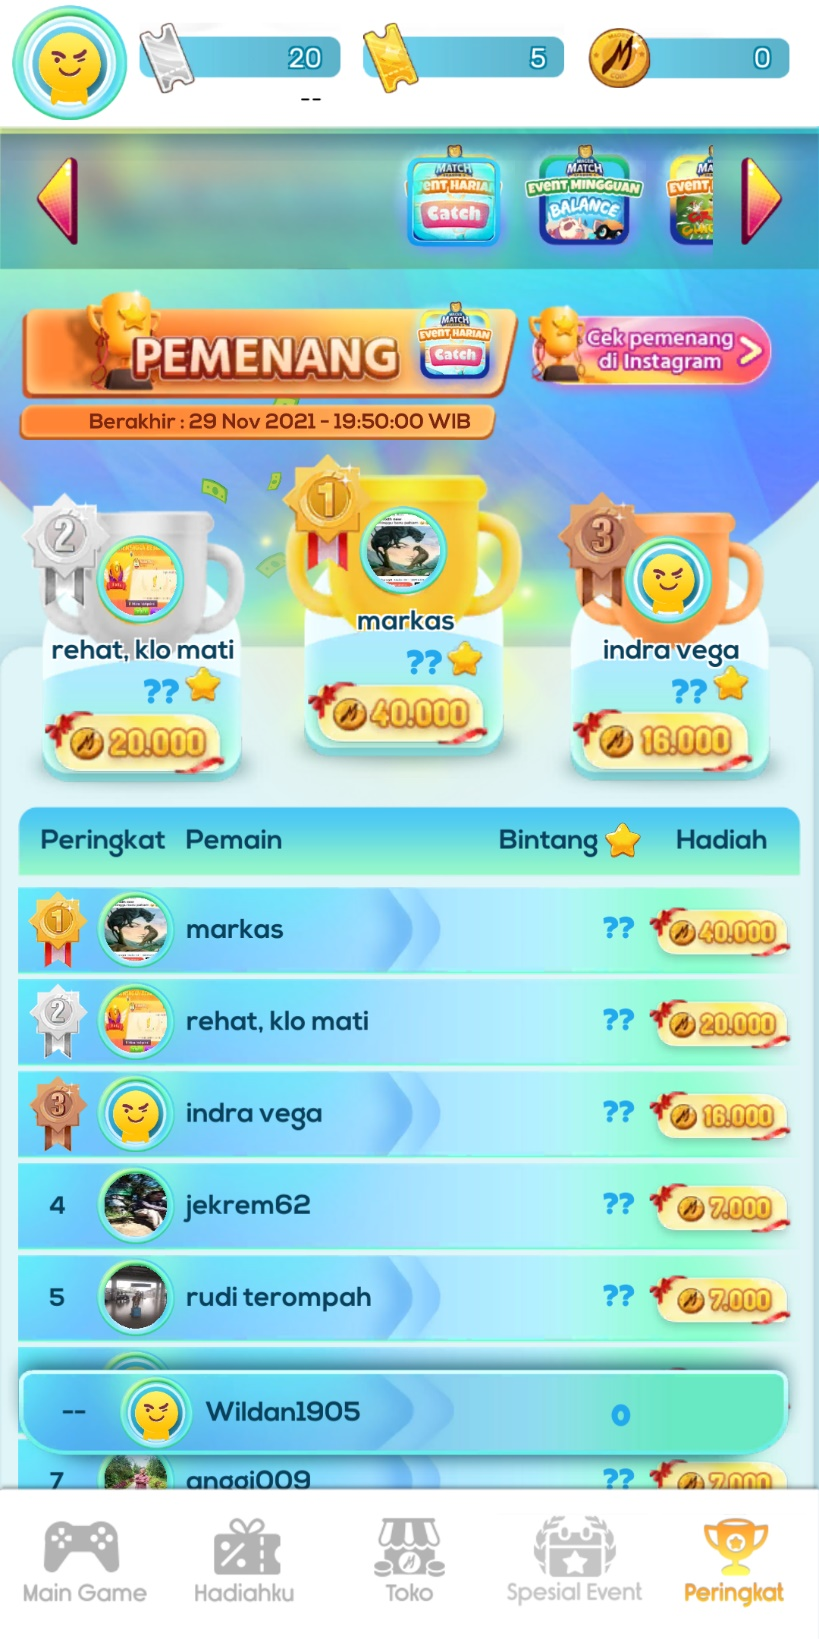 20
5
0
--
MATCH
EVENT HARIAN
Catch
MATCH
EVENT MINGGUAN
BALANCE
PEMENANG
MATCH
EVENT HARIAN
Catch
Cek pemenang
di Instagram
Berakhir : 29 Nov 2021 - 19:50:00 WIB
2
1
3
rehat, klo mati
markas
indra vega
??
??
??
20.000
40.000
16.000
Peringkat Pemain Bintang Hadiah
1 markas ?? 40.000
2 rehat, klo mati ?? 20.000
3 indra vega ?? 16.000
4 jekrem62 ?? 7.000
5 rudi terompah ?? 7.000
-- Wildan1905 0
7 anggi009 ?? 7.000
Main Game
Hadiahku
Toko
Spesial Event
Peringkat